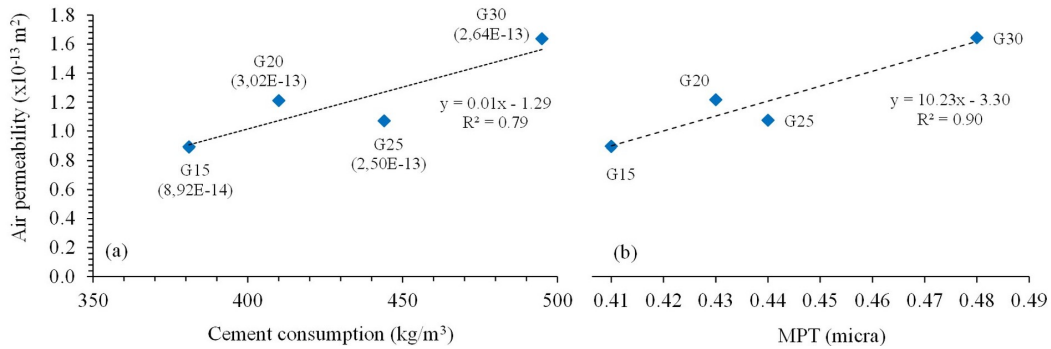 Air permeability (x10⁻¹³ m²)
1.8
1.6
1.4
1.2
1.0
0.8
0.6
0.4
0.2
0.0
G30
(2,64E-13)
G20
(3,02E-13)
y = 0.01x - 1.29
R² = 0.79
G25
(2,50E-13)
G15
(8,92E-14)
(a)
350
400
450
500
Cement consumption (kg/m³)
G30
G20
y = 10.23x - 3.30
R² = 0.90
G25
G15
(b)
0.41
0.42
0.43
0.44
0.45
0.46
0.47
0.48
0.49
MPT (micra)